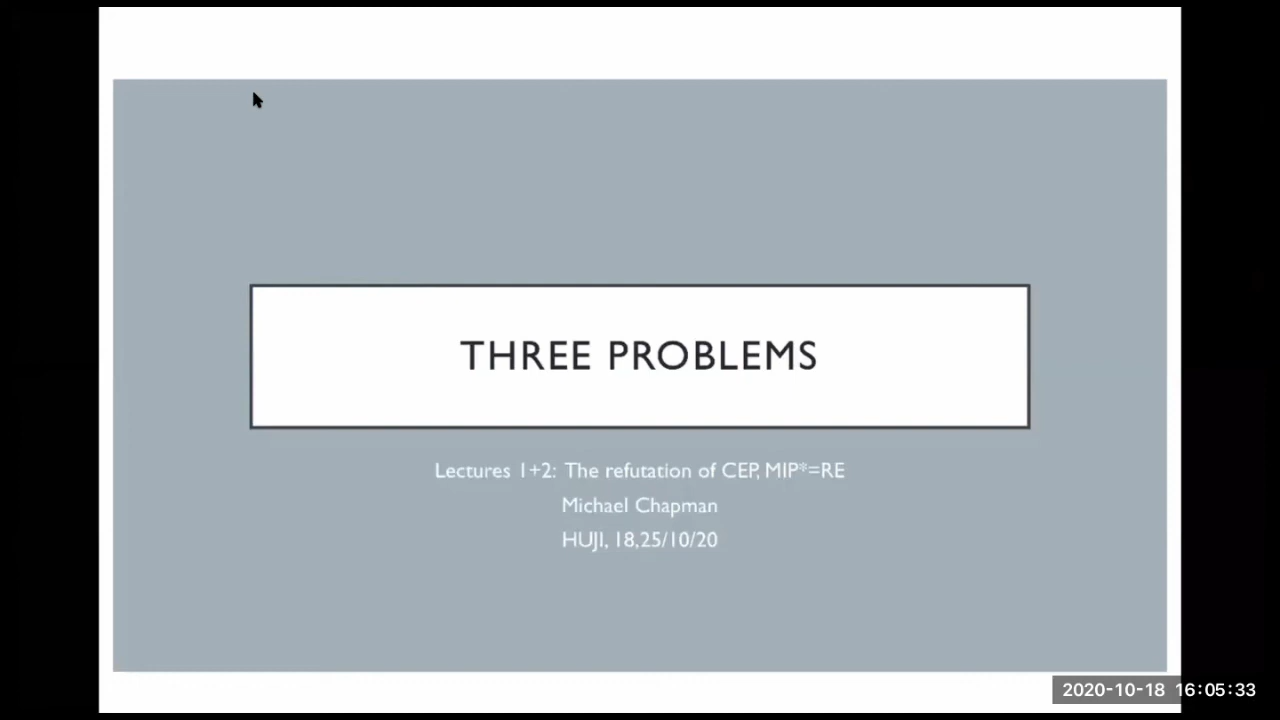 THREE PROBLEMS
Lectures 1+2: The refutation of CEP, MIP*=RE
Michael Chapman
HUJI, 18,25/10/20
2020-10-18 16:05:33